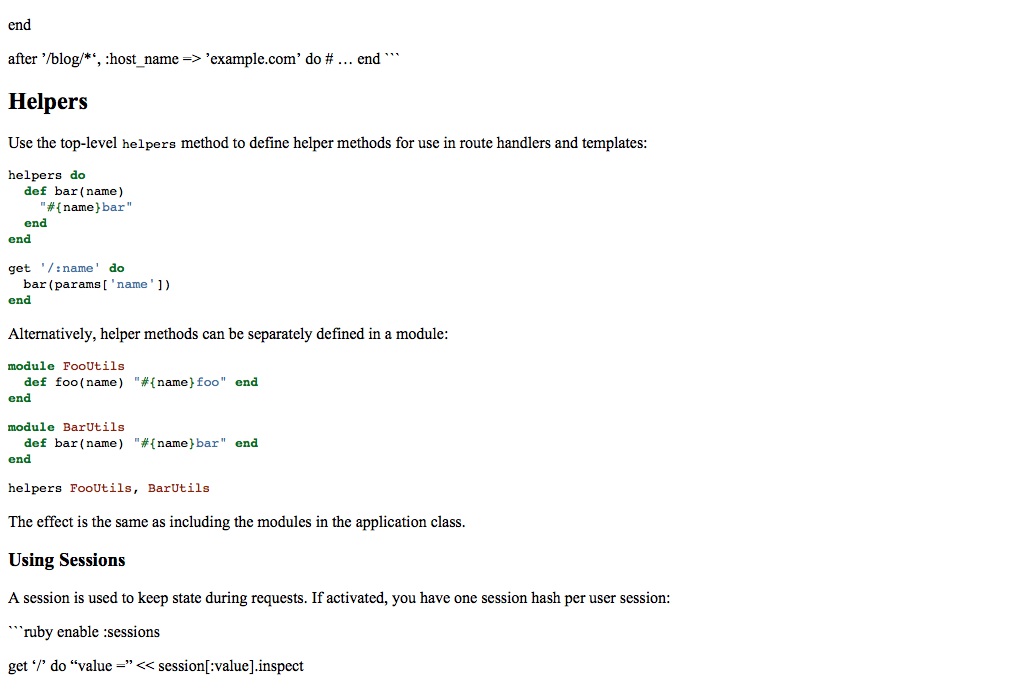 end
after ’/blog/*‘, :host_name => ’example.com’ do # … end ```
Helpers
Use the top-level helpers method to define helper methods for use in route handlers and templates:
helpers do
  def bar(name)
    "#{name}bar"
  end
end
get '/:name' do
  bar(params['name'])
end
Alternatively, helper methods can be separately defined in a module:
module FooUtils
  def foo(name) "#{name}foo" end
end
module BarUtils
  def bar(name) "#{name}bar" end
end
helpers FooUtils, BarUtils
The effect is the same as including the modules in the application class.
Using Sessions
A session is used to keep state during requests. If activated, you have one session hash per user session:
```ruby enable :sessions
get ‘/’ do “value =” << session[:value].inspect